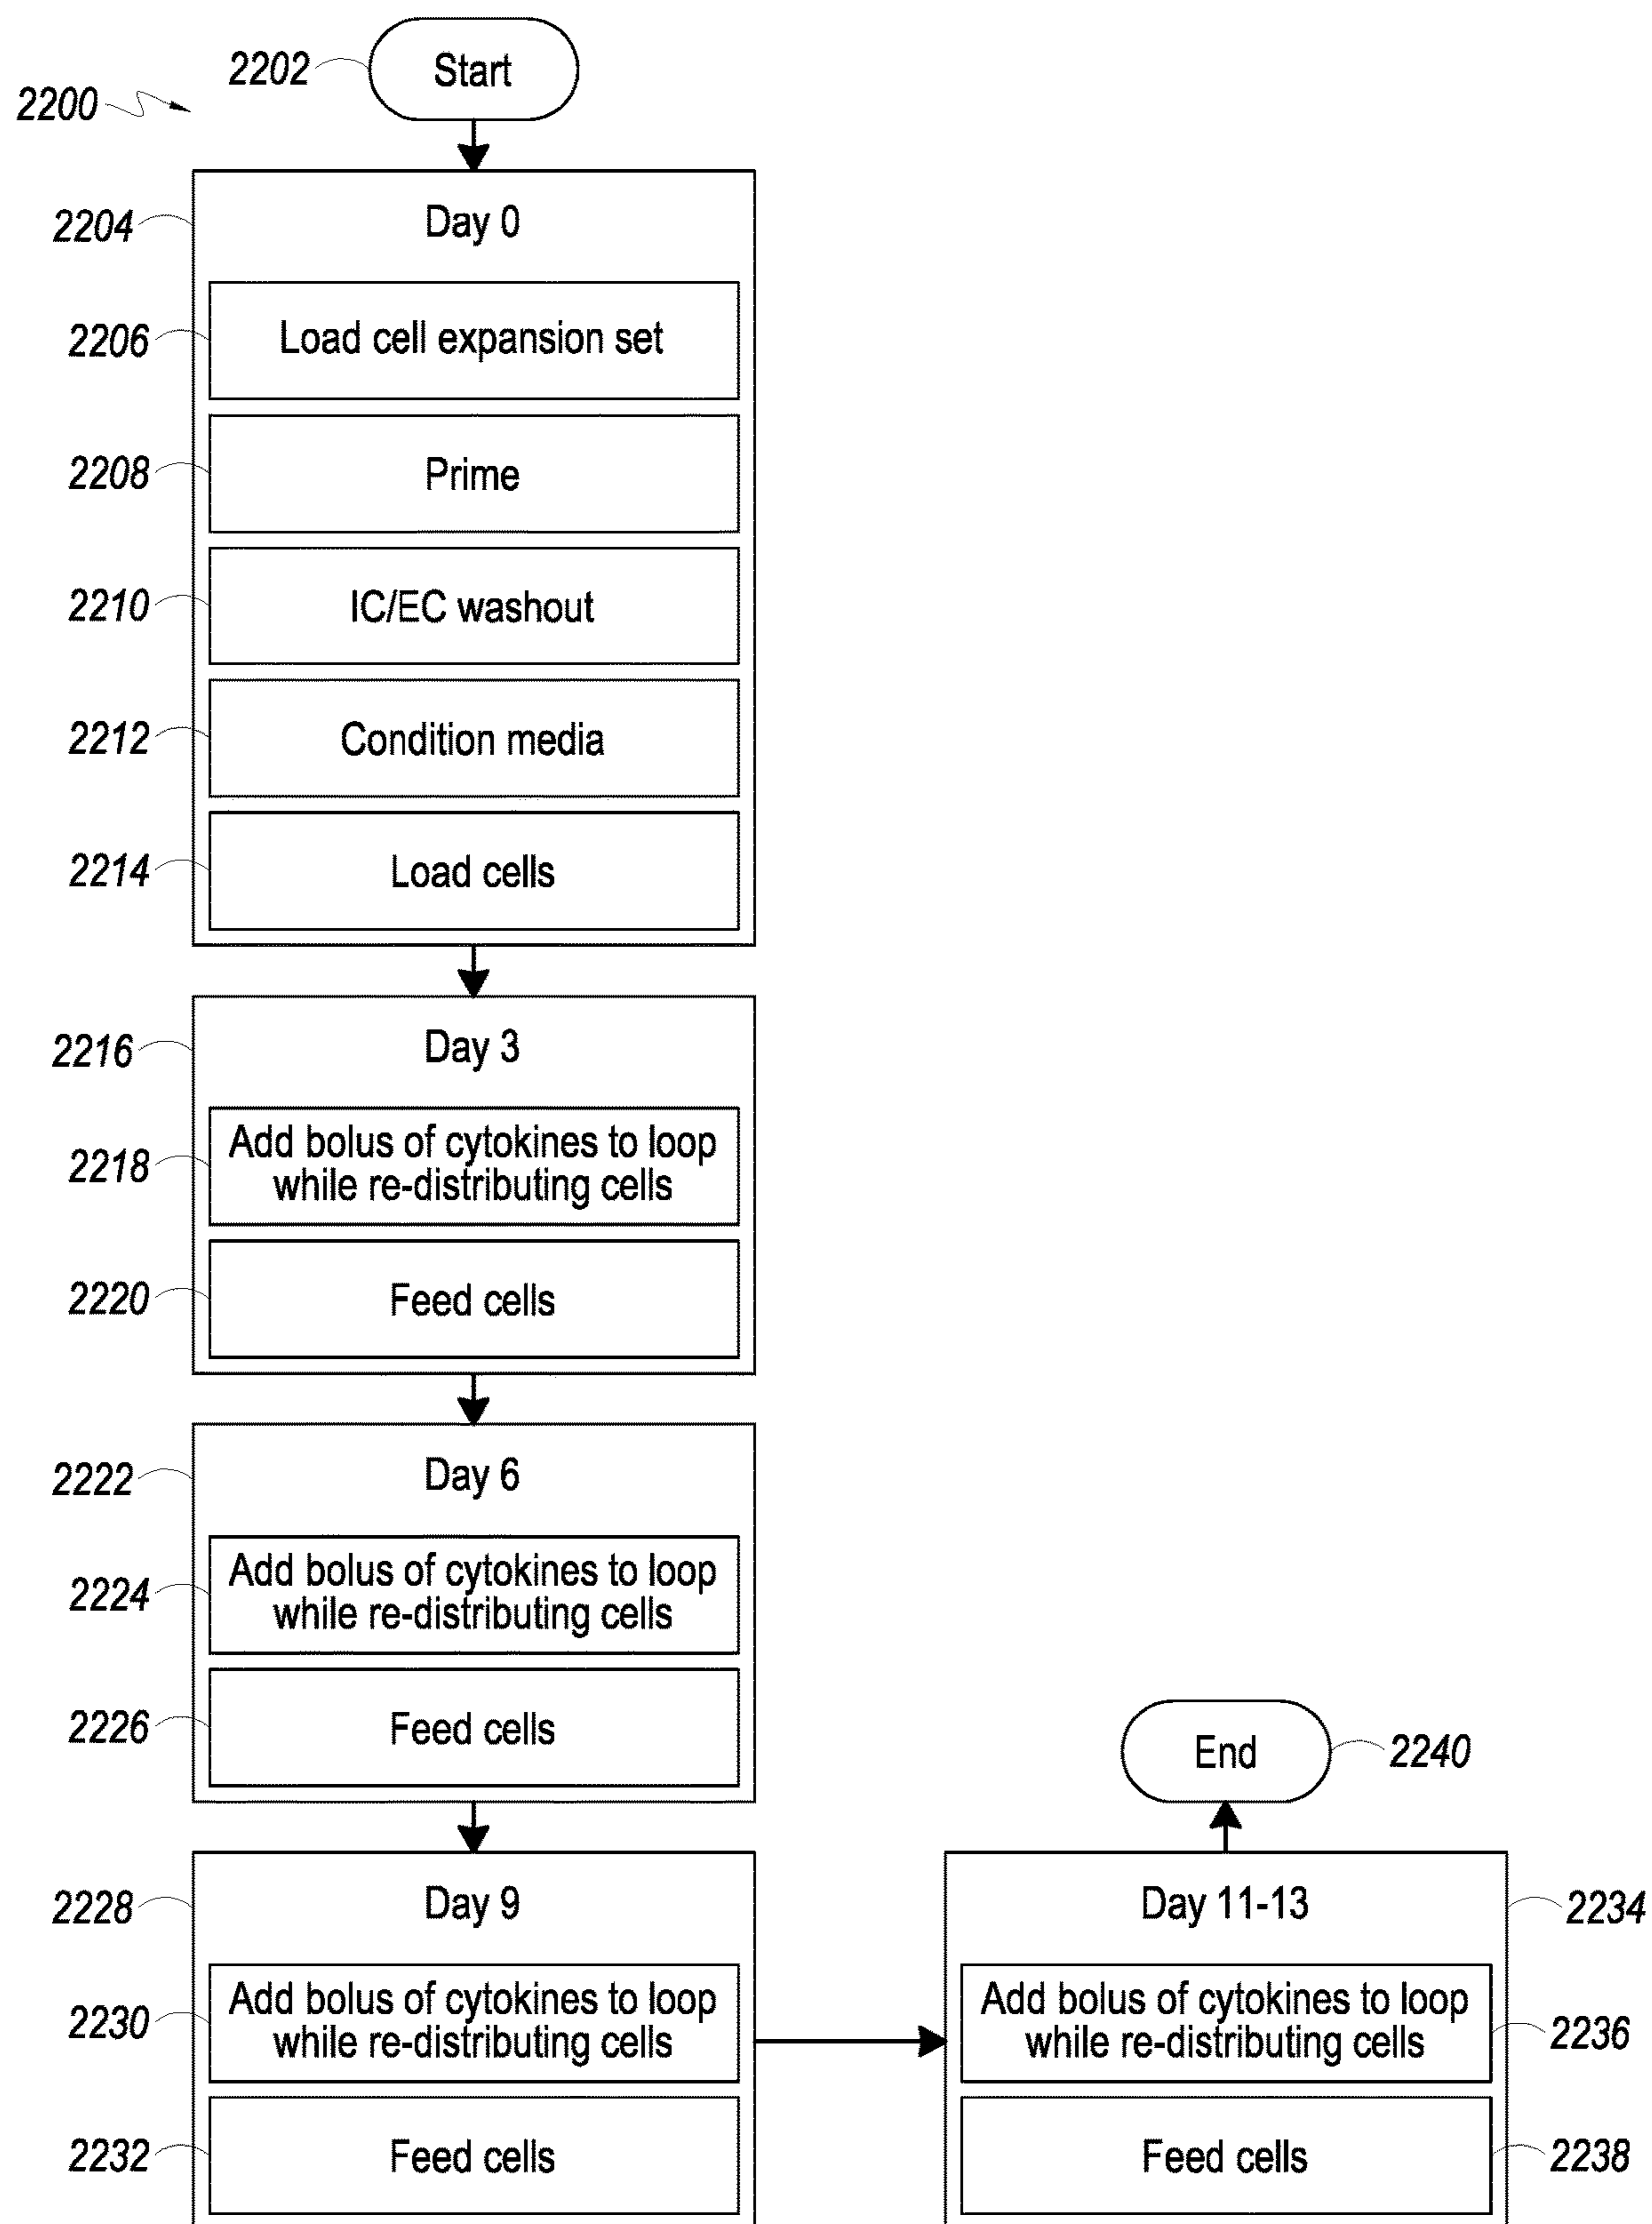 2202
Start
2200
2204
Day 0
2206
Load cell expansion set
2208
Prime
2210
IC/EC washout
2212
Condition media
2214
Load cells
2216
Day 3
2218
Add bolus of cytokines to loop
while re-distributing cells
2220
Feed cells
2222
Day 6
2224
Add bolus of cytokines to loop
while re-distributing cells
2226
Feed cells
2228
Day 9
2230
Add bolus of cytokines to loop
while re-distributing cells
2232
Feed cells
End
2240
Day 11-13
2234
Add bolus of cytokines to loop
while re-distributing cells
2236
Feed cells
2238